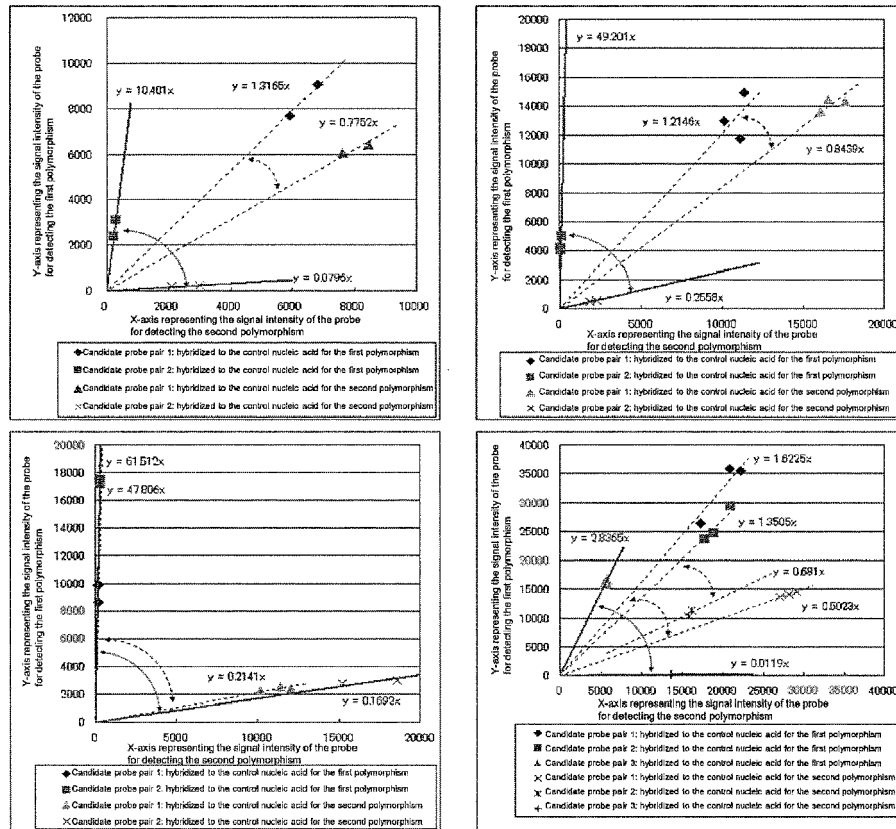 12000
10000
8000
6000
4000
2000
0
y = 10.401x
y = 1.3165x
y = 0.7752x
y = 0.0795x
0 2000 4000 6000 8000 10000
Y-axis representing the signal intensity of the probe
for detecting the first polymorphism
X-axis representing the signal intensity of the probe
for detecting the second polymorphism
Candidate probe pair 1: hybridized to the control nucleic acid for the first polymorphism
Candidate probe pair 2: hybridized to the control nucleic acid for the first polymorphism
Candidate probe pair 1: hybridized to the control nucleic acid for the second polymorphism
Candidate probe pair 2: hybridized to the control nucleic acid for the second polymorphism
20000
18000
16000
14000
12000
10000
8000
6000
4000
2000
0
y = 49.201x
y = 1.2146x
y = 0.8439x
y = 0.2558x
0 5000 10000 15000 20000
Y-axis representing the signal intensity of the probe
for detecting the first polymorphism
X-axis representing the signal intensity of the probe
for detecting the second polymorphism
Candidate probe pair 1: hybridized to the control nucleic acid for the first polymorphism
Candidate probe pair 2: hybridized to the control nucleic acid for the first polymorphism
Candidate probe pair 1: hybridized to the control nucleic acid for the second polymorphism
Candidate probe pair 2: hybridized to the control nucleic acid for the second polymorphism
20000
18000
16000
14000
12000
10000
8000
6000
4000
2000
0
y = 61.512x
y = 47.806x
y = 0.2141x
y = 0.1692x
0 5000 10000 15000 20000
Y-axis representing the signal intensity of the probe
for detecting the first polymorphism
X-axis representing the signal intensity of the probe
for detecting the second polymorphism
Candidate probe pair 1: hybridized to the control nucleic acid for the first polymorphism
Candidate probe pair 2: hybridized to the control nucleic acid for the first polymorphism
Candidate probe pair 1: hybridized to the control nucleic acid for the second polymorphism
Candidate probe pair 2: hybridized to the control nucleic acid for the second polymorphism
40000
35000
30000
25000
20000
15000
10000
5000
0
y = 1.6225x
y = 1.3505x
y = 2.8365x
y = 0.681x
y = 0.5023x
y = 0.0119x
0 5000 10000 15000 20000 25000 30000 35000 40000
Y-axis representing the signal intensity of the probe
for detecting the first polymorphism
X-axis representing the signal intensity of the probe
for detecting the second polymorphism
Candidate probe pair 1: hybridized to the control nucleic acid for the first polymorphism
Candidate probe pair 2: hybridized to the control nucleic acid for the first polymorphism
Candidate probe pair 3: hybridized to the control nucleic acid for the first polymorphism
Candidate probe pair 1: hybridized to the control nucleic acid for the second polymorphism
Candidate probe pair 2: hybridized to the control nucleic acid for the second polymorphism
Candidate probe pair 3: hybridized to the control nucleic acid for the second polymorphism